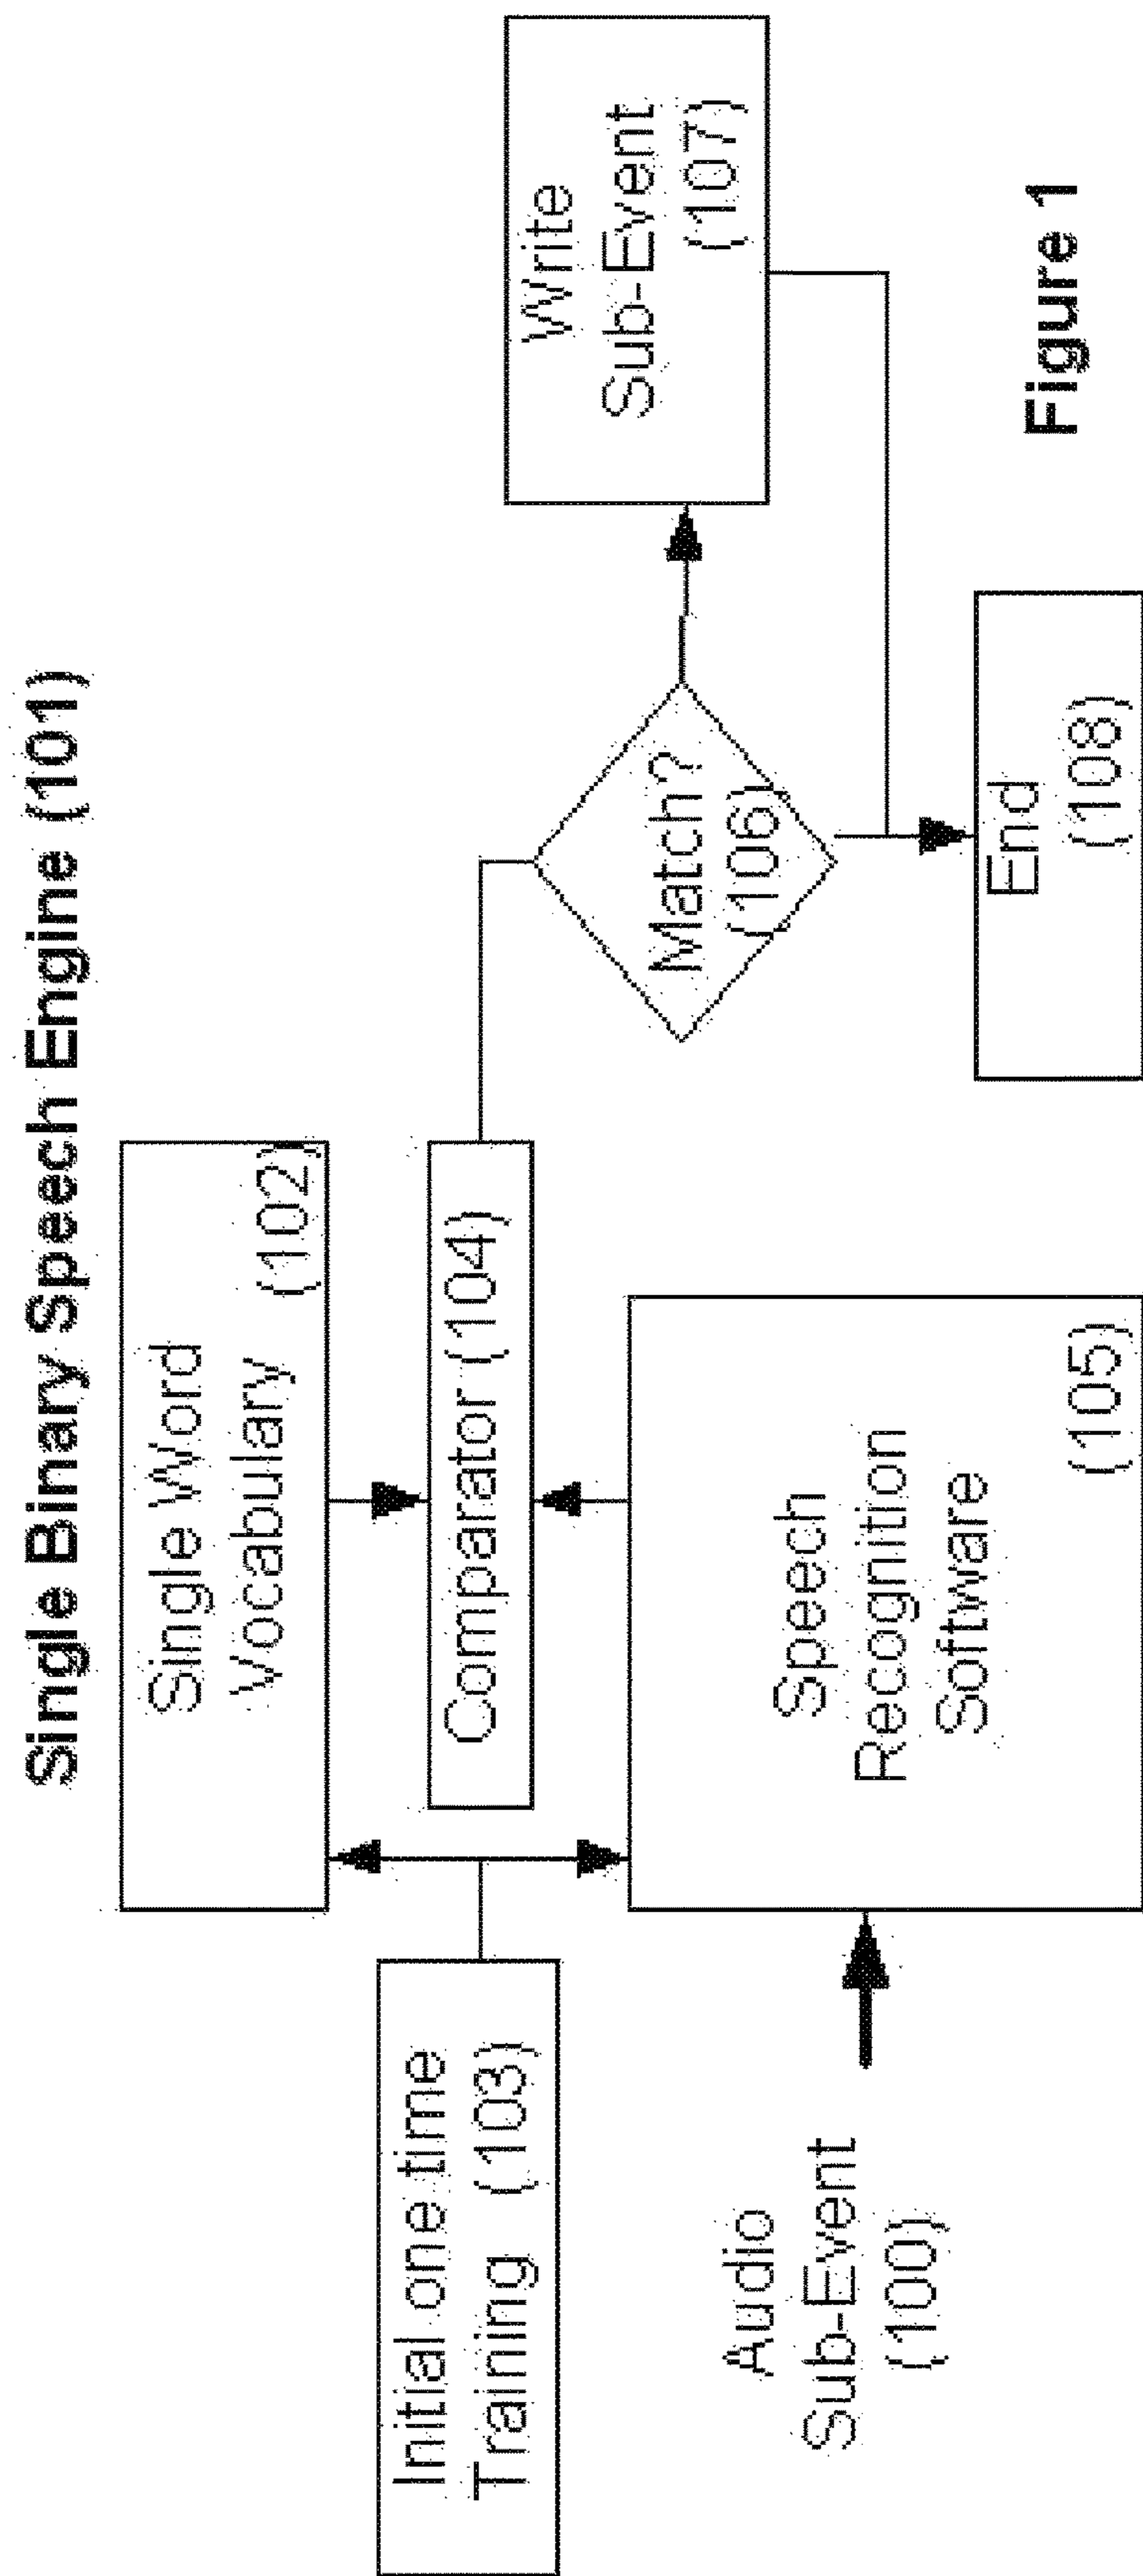 Single Binary Speech Engine (101)
Single Word
Vocabulary (102)
Initial one time
Training (103)
Comparator (104)
Match?
(106)
Write
Sub-Event
(107)
Audio
Sub-Event
(100)
Speech
Recognition
Software
(105)
End
(108)
Figure 1